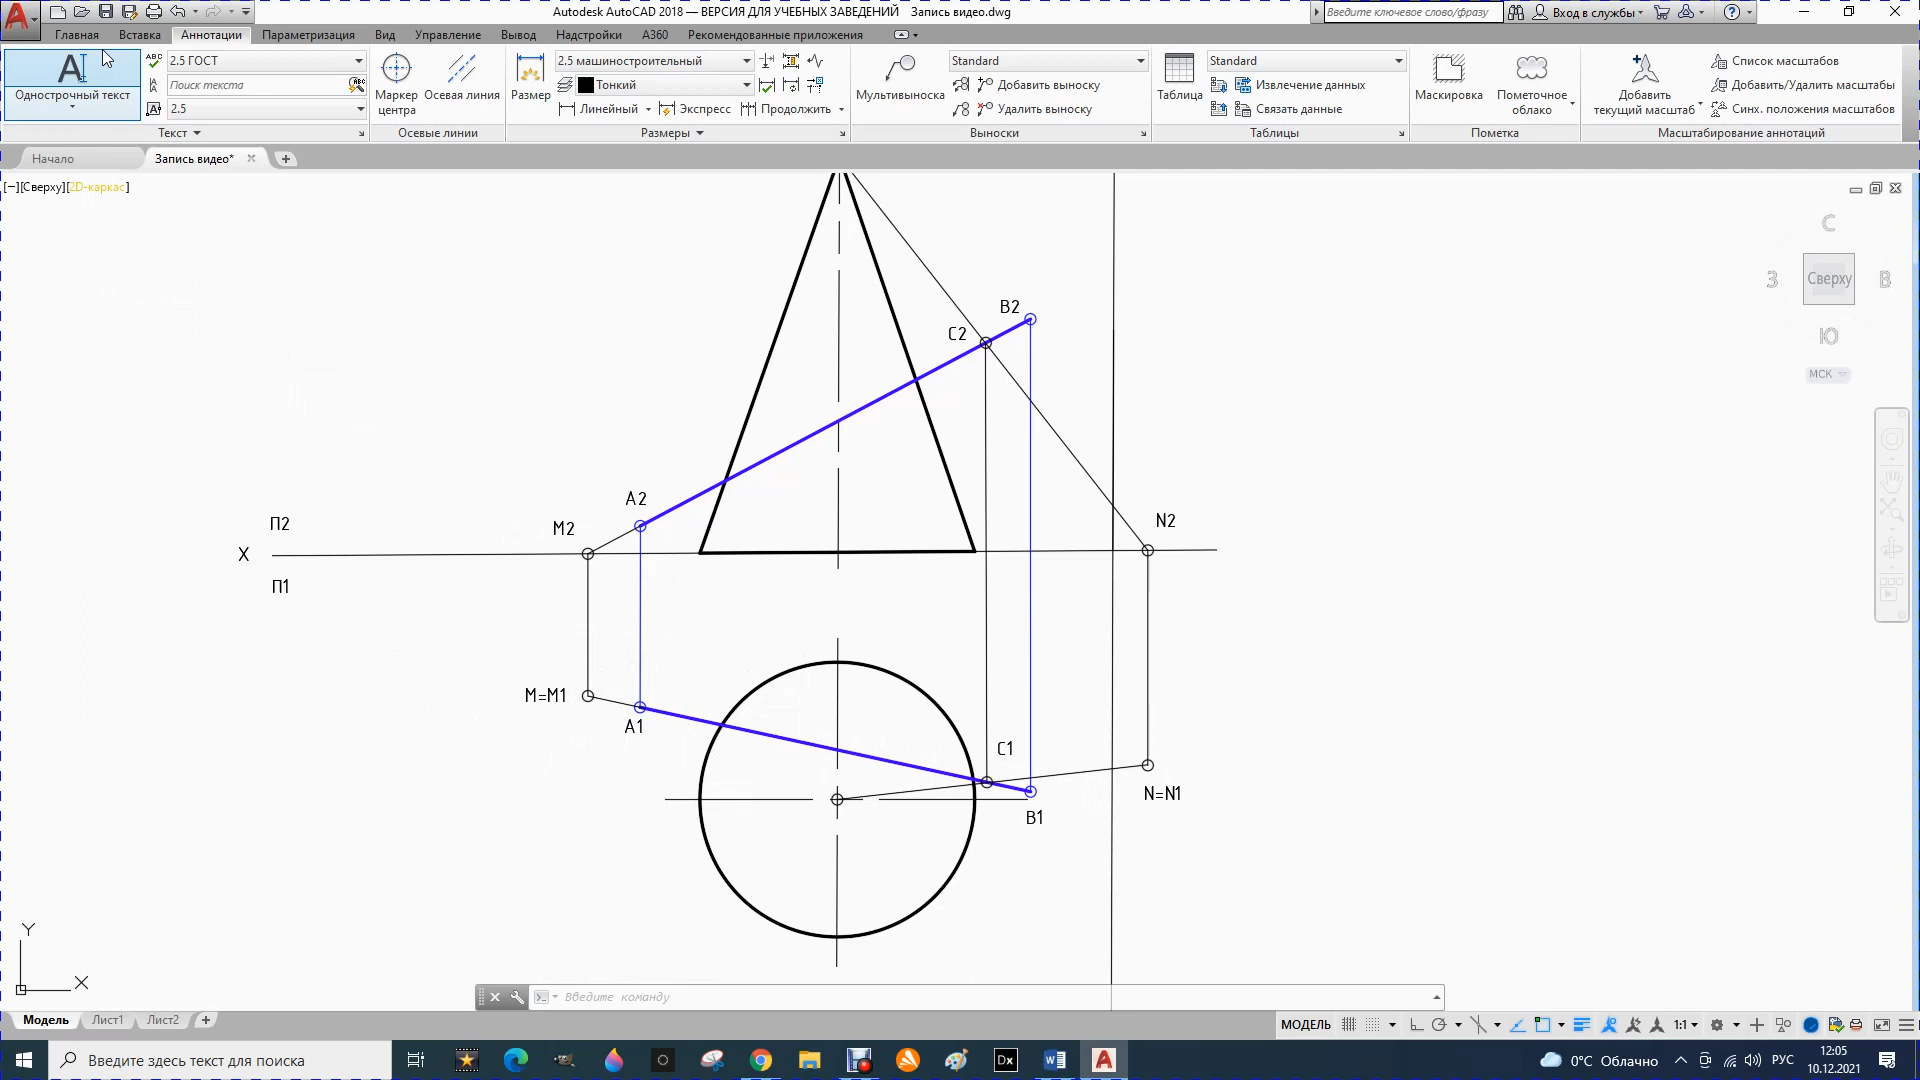 Autodesk AutoCAD 2018 — ВЕРСИЯ ДЛЯ УЧЕБНЫХ ЗАВЕДЕНИЙ Запись видео.dwg
Введите ключевое слово/фразу
Вход в службы
Главная Вставка Аннотации Параметризация Вид Управление Вывод Надстройки A360 Рекомендованные приложения
A
Однострочный текст
ABC
2.5 ГОСТ
Поиск текста
2.5
Маркер центра
Осевая линия
Размер
2.5 машиностроительный
Тонкий
Линейный Экспресс Продолжить
Мультивыноска
Standard
Добавить выноску
Удалить выноску
Таблица
Standard
Извлечение данных
Связать данные
Маскировка
Пометочное облако
Добавить текущий масштаб
Список масштабов
Добавить/Удалить масштабы
Синх. положения масштабов
Текст Осевые линии Размеры Выноски Таблицы Пометка Масштабирование аннотаций
Начало Запись видео*
[−][Сверху][2D-каркас]
С
З Сверху В
Ю
МСК
B2
C2
A2
M2
N2
П2
X
П1
M=M1
A1
C1
N=N1
B1
Y
X
Введите команду
Модель Лист1 Лист2
МОДЕЛЬ 1:1
Введите здесь текст для поиска
Dx
0°C Облачно
РУС
12:05
10.12.2021